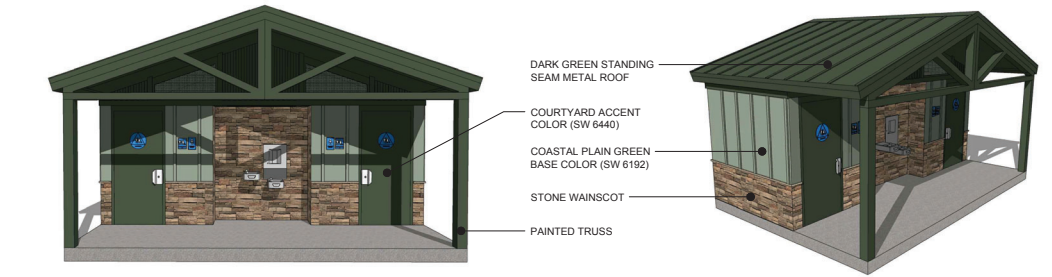 DARK GREEN STANDING
SEAM METAL ROOF
COURTYARD ACCENT
COLOR (SW 6440)
COASTAL PLAIN GREEN
BASE COLOR (SW 6192)
STONE WAINSCOT
PAINTED TRUSS